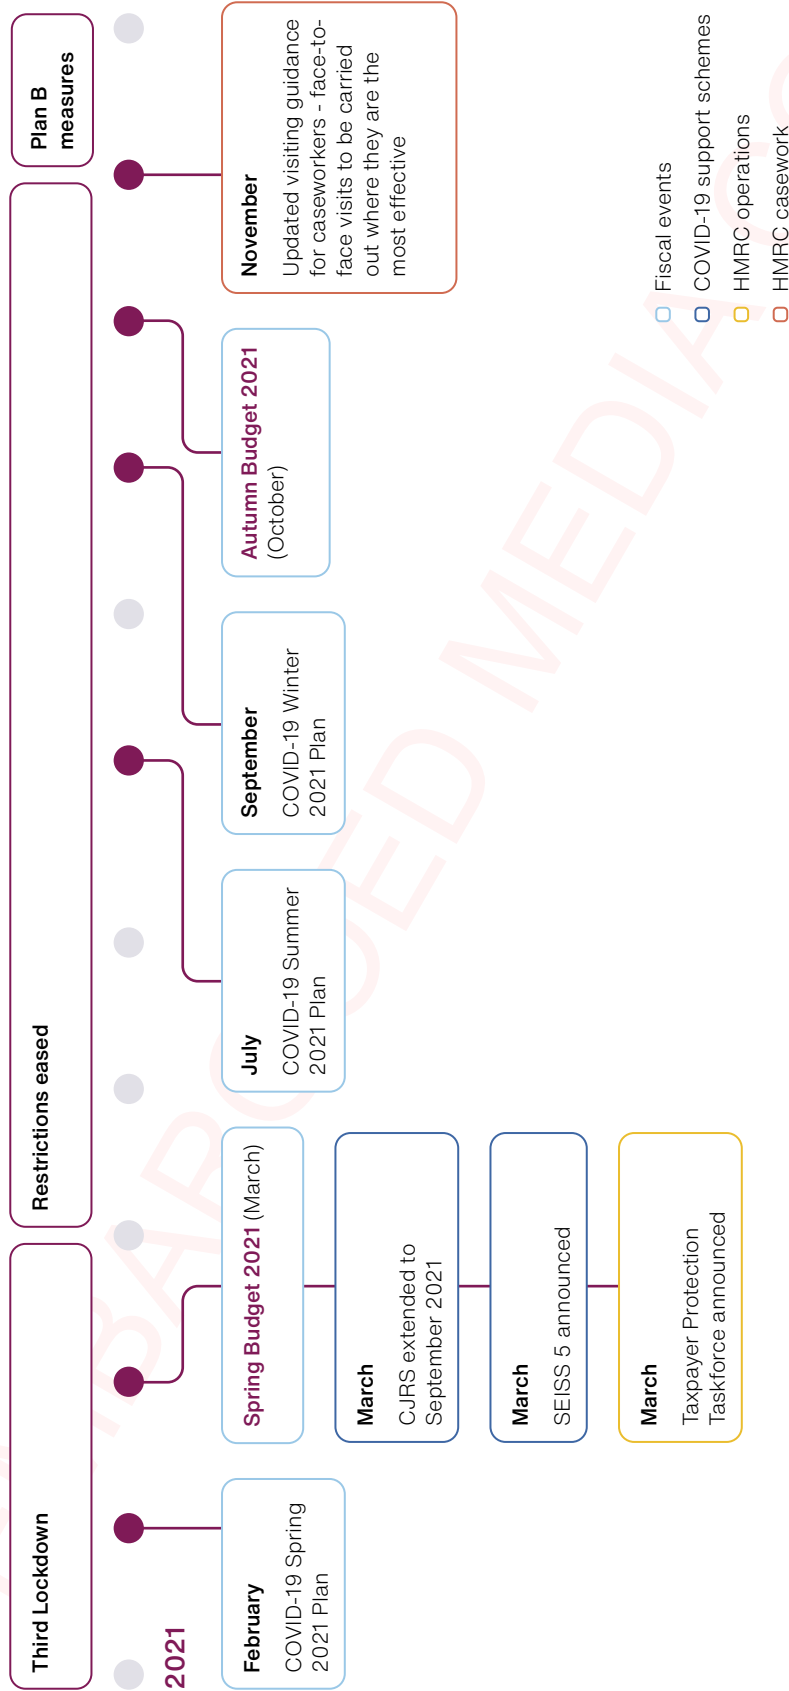 Third Lockdown
Restrictions eased
Plan B
measures
2021
February
COVID-19 Spring
2021 Plan
Spring Budget 2021 (March)
March
CJRS extended to
September 2021
March
SEISS 5 announced
March
Taxpayer Protection
Taskforce announced
July
COVID-19 Summer
2021 Plan
September
COVID-19 Winter
2021 Plan
Autumn Budget 2021
(October)
November
Updated visiting guidance
for caseworkers - face-to-
face visits to be carried
out where they are the
most effective
Fiscal events
COVID-19 support schemes
HMRC operations
HMRC casework